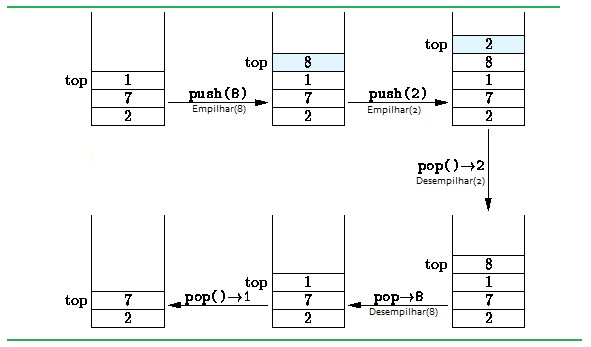 top
1
7
2
push(8)
Empilhar(8)
top
8
1
7
2
push(2)
Empilhar(2)
top
2
8
1
7
2
pop()→2
Desempilhar(2)
top
8
1
7
2
pop→8
Desempilhar(8)
top
1
7
2
pop()→1
top
7
2